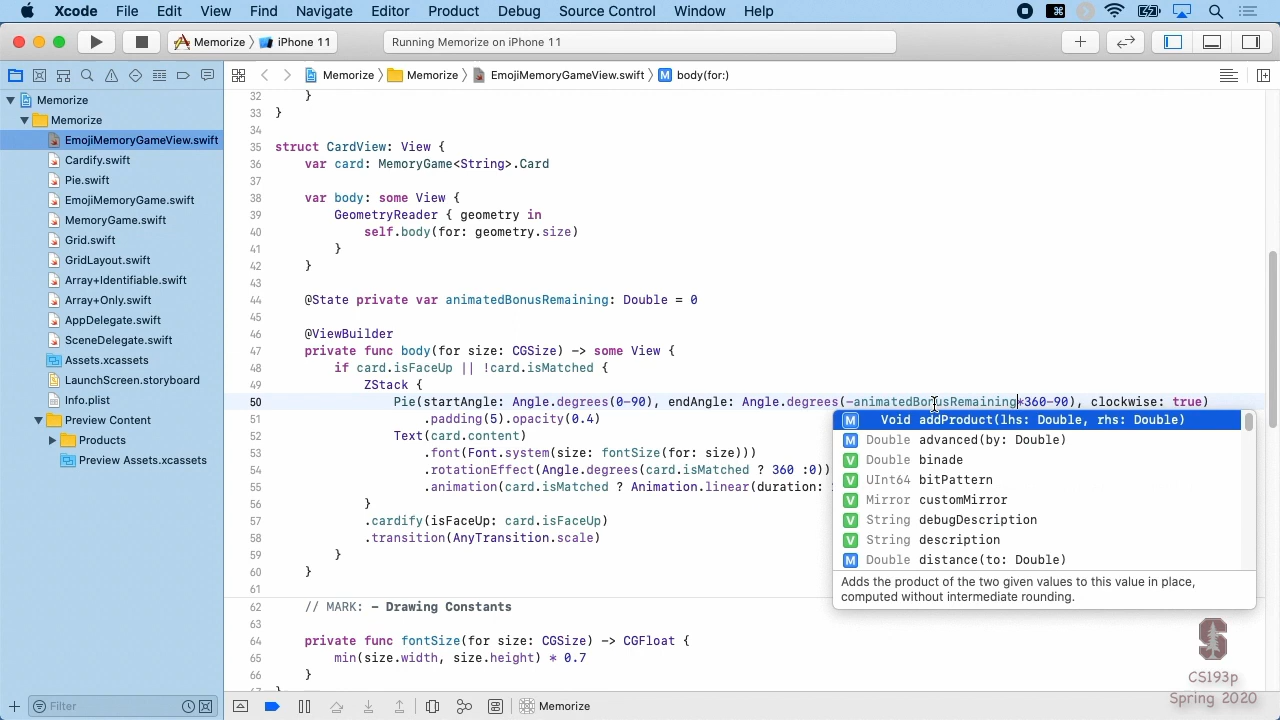 Xcode File Edit View Find Navigate Editor Product Debug Source Control Window Help
Memorize iPhone 11
Running Memorize on iPhone 11
Memorize Memorize EmojiMemoryGameView.swift M body(for:)
Memorize
Memorize
EmojiMemoryGameView.swift
Cardify.swift
Pie.swift
EmojiMemoryGame.swift
MemoryGame.swift
Grid.swift
GridLayout.swift
Array+Identifiable.swift
Array+Only.swift
AppDelegate.swift
SceneDelegate.swift
Assets.xcassets
LaunchScreen.storyboard
Info.plist
Preview Content
Products
Preview Assets.xcassets
Filter
32 }
33 }
34
35 struct CardView: View {
36 var card: MemoryGame<String>.Card
37
38 var body: some View {
39 GeometryReader { geometry in
40 self.body(for: geometry.size)
41 }
42 }
43
44 @State private var animatedBonusRemaining: Double = 0
45
46 @ViewBuilder
47 private func body(for size: CGSize) -> some View {
48 if card.isFaceUp || !card.isMatched {
49 ZStack {
50 Pie(startAngle: Angle.degrees(0-90), endAngle: Angle.degrees(-animatedBonusRemaining*360-90), clockwise: true)
51 .padding(5).opacity(0.4)
52 Text(card.content)
53 .font(Font.system(size: fontSize(for: size)))
54 .rotationEffect(Angle.degrees(card.isMatched ? 360 :0))
55 .animation(card.isMatched ? Animation.linear(duration:
56 }
57 .cardify(isFaceUp: card.isFaceUp)
58 .transition(AnyTransition.scale)
59 }
60 }
61
62 // MARK: - Drawing Constants
63
64 private func fontSize(for size: CGSize) -> CGFloat {
65 min(size.width, size.height) * 0.7
66 }
M Void addProduct(lhs: Double, rhs: Double)
M Double advanced(by: Double)
V Double binade
V UInt64 bitPattern
V Mirror customMirror
V String debugDescription
V String description
M Double distance(to: Double)
Adds the product of the two given values to this value in place,
computed without intermediate rounding.
S
CS193p
Spring 2020
Memorize